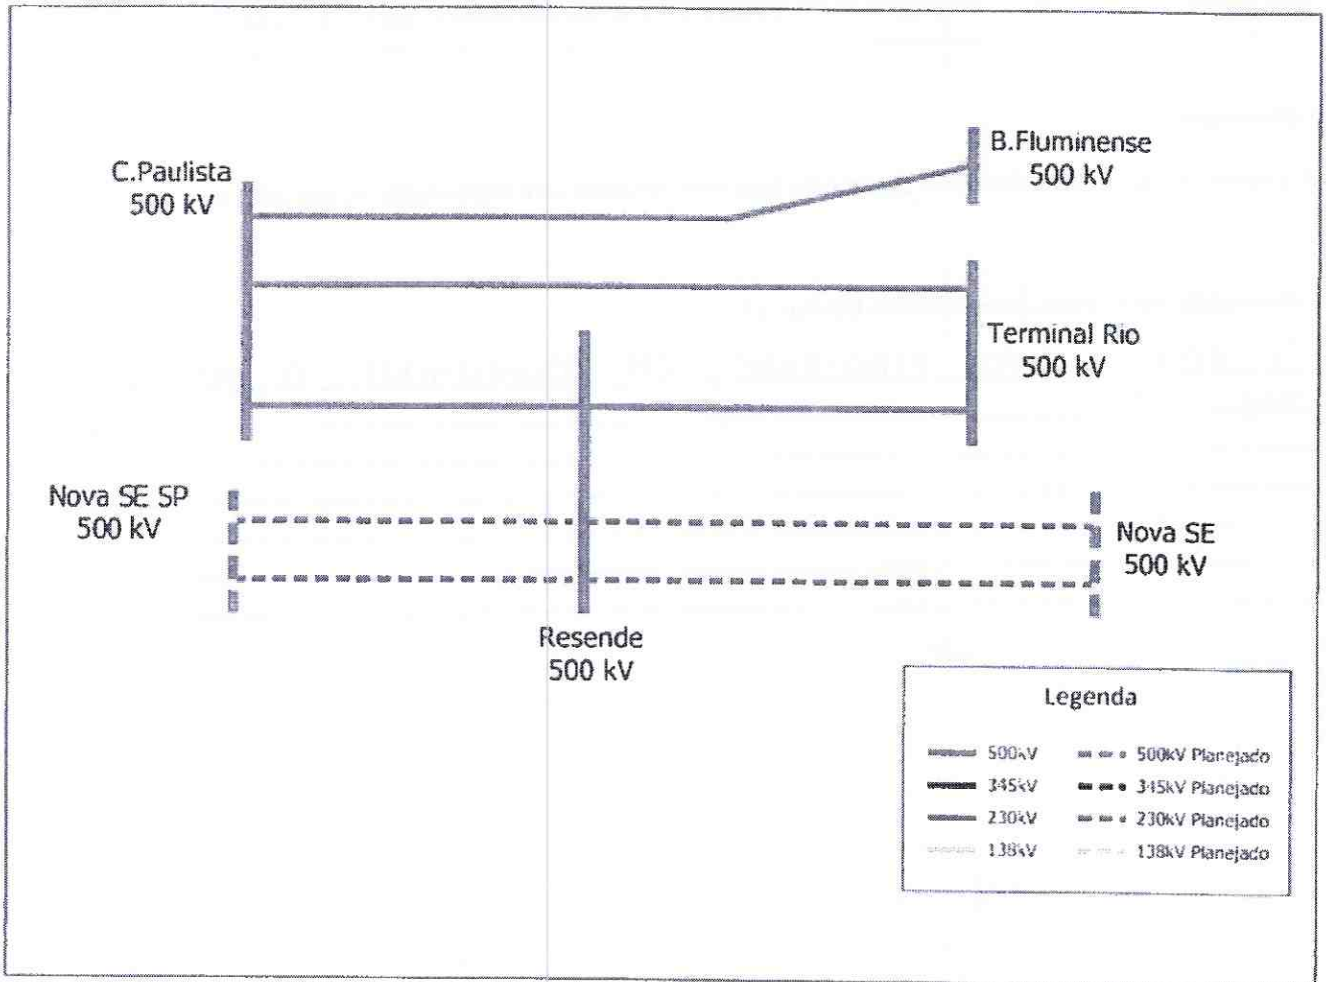 C.Paulista
500 kV
B.Fluminense
500 kV
Terminal Rio
500 kV
Nova SE SP
500 kV
Nova SE
500 kV
Resende
500 kV
Legenda
500kV
500kV Planejado
345kV
345kV Planejado
230kV
230kV Planejado
138kV
138kV Planejado